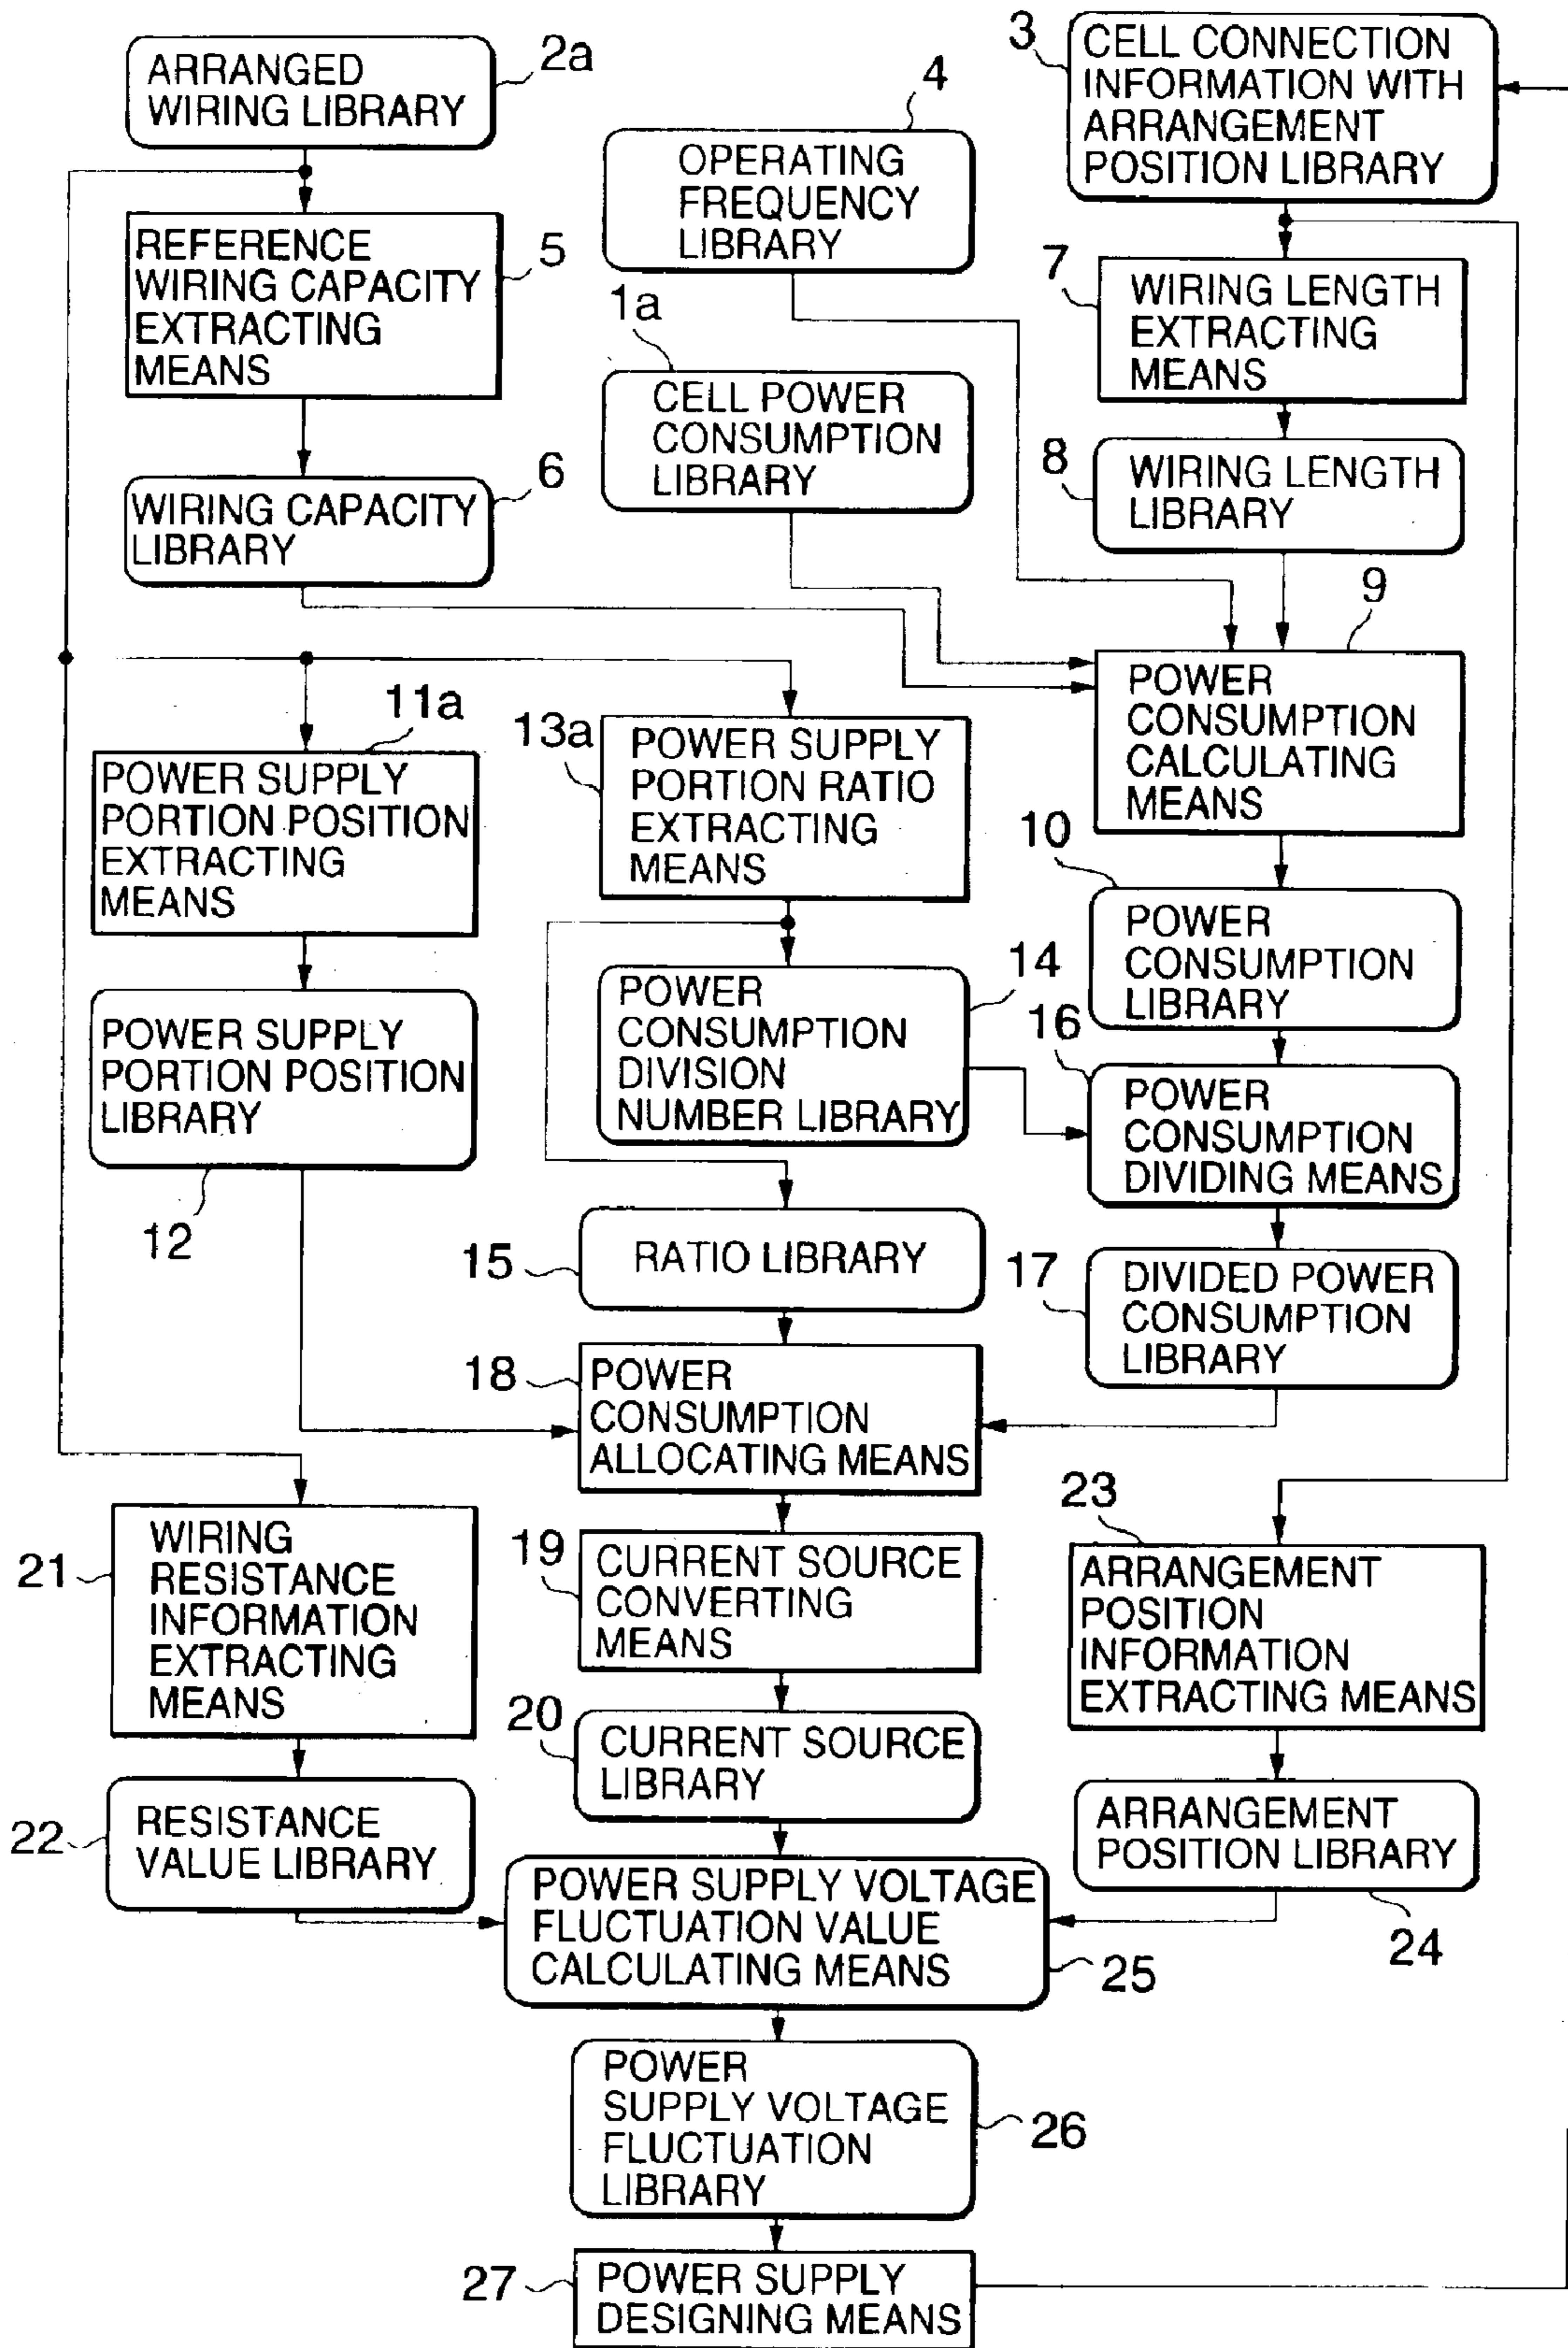 ARRANGED
WIRING LIBRARY
2a
3
CELL CONNECTION
INFORMATION WITH
ARRANGEMENT
POSITION LIBRARY
4
OPERATING
FREQUENCY
LIBRARY
REFERENCE
WIRING CAPACITY
EXTRACTING
MEANS
5
7
WIRING LENGTH
EXTRACTING
MEANS
1a
CELL POWER
CONSUMPTION
LIBRARY
6
WIRING CAPACITY
LIBRARY
8
WIRING LENGTH
LIBRARY
9
POWER
CONSUMPTION
CALCULATING
MEANS
11a
POWER SUPPLY
PORTION POSITION
EXTRACTING
MEANS
13a
POWER SUPPLY
PORTION RATIO
EXTRACTING
MEANS
10
POWER
CONSUMPTION
LIBRARY
POWER SUPPLY
PORTION POSITION
LIBRARY
12
14
POWER
CONSUMPTION
DIVISION
NUMBER LIBRARY
16
POWER
CONSUMPTION
DIVIDING MEANS
15
RATIO LIBRARY
17
DIVIDED POWER
CONSUMPTION
LIBRARY
18
POWER
CONSUMPTION
ALLOCATING MEANS
21
WIRING
RESISTANCE
INFORMATION
EXTRACTING
MEANS
19
CURRENT SOURCE
CONVERTING
MEANS
23
ARRANGEMENT
POSITION
INFORMATION
EXTRACTING MEANS
20
CURRENT SOURCE
LIBRARY
22
RESISTANCE
VALUE LIBRARY
ARRANGEMENT
POSITION LIBRARY
24
POWER SUPPLY VOLTAGE
FLUCTUATION VALUE
CALCULATING MEANS
25
POWER
SUPPLY VOLTAGE
FLUCTUATION
LIBRARY
26
27
POWER SUPPLY
DESIGNING MEANS